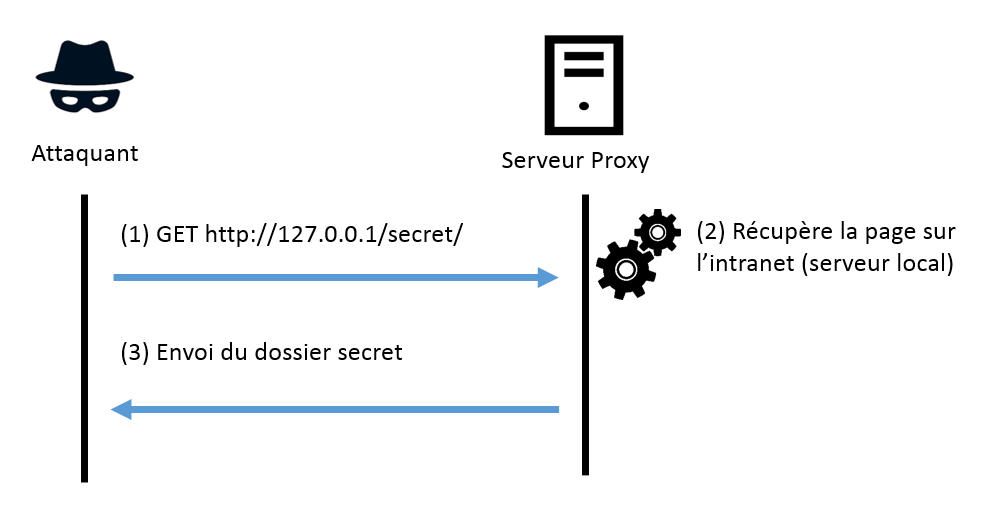 Attaquant
Serveur Proxy
(1) GET http://127.0.0.1/secret/
(2) Récupère la page sur
l’intranet (serveur local)
(3) Envoi du dossier secret